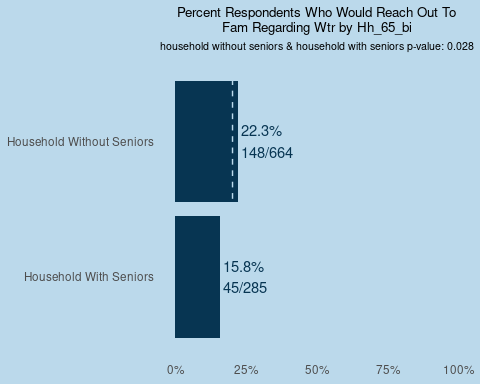 Percent Respondents Who Would Reach Out To
Fam Regarding Wtr by Hh_65_bi
household without seniors & household with seniors p-value: 0.028
Household Without Seniors
22.3%
148/664
Household With Seniors
15.8%
45/285
0% 25% 50% 75% 100%